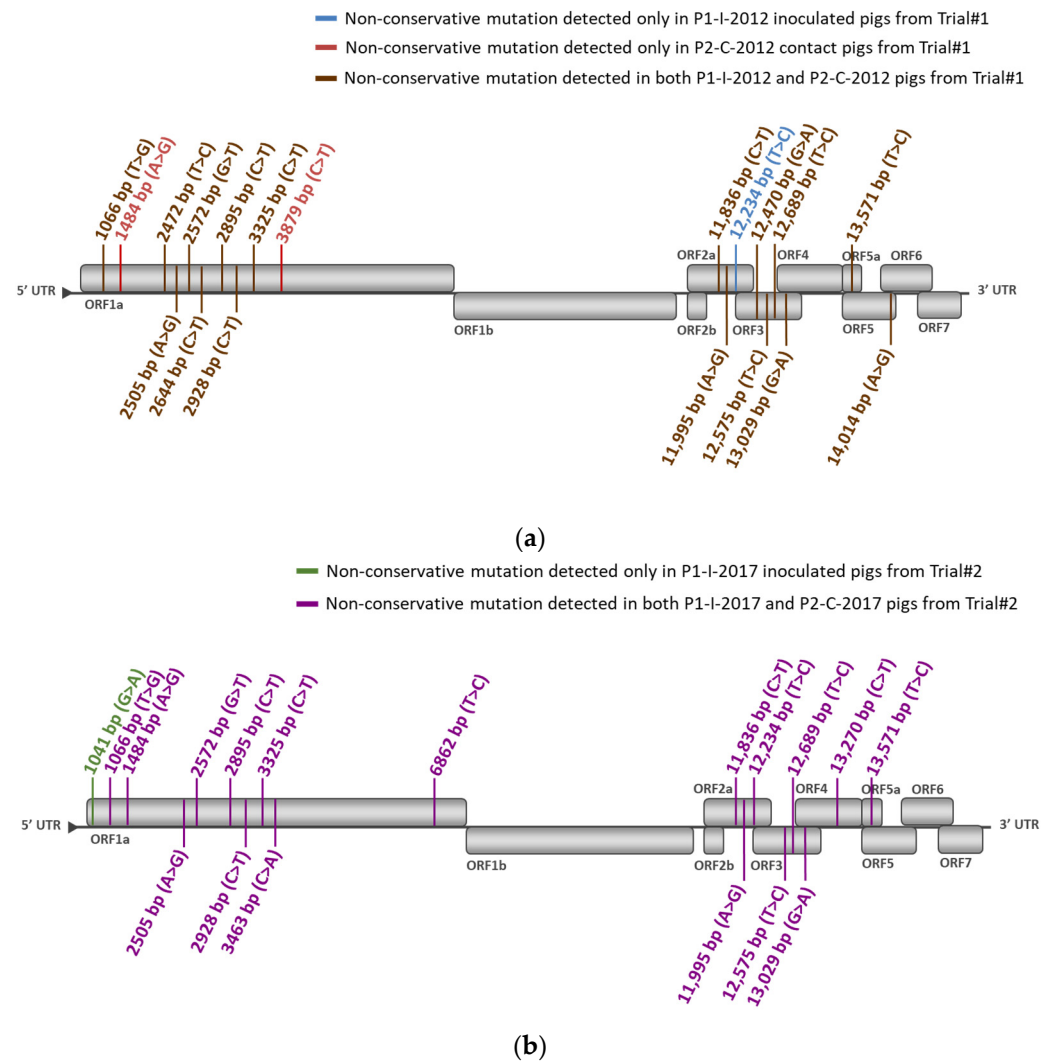 Non-conservative mutation detected only in P1-I-2012 inoculated pigs from Trial#1
Non-conservative mutation detected only in P2-C-2012 contact pigs from Trial#1
Non-conservative mutation detected in both P1-I-2012 and P2-C-2012 pigs from Trial#1
1066 bp (T>G)
1484 bp (A>G)
2472 bp (T>C)
2572 bp (G>T)
2895 bp (C>T)
3325 bp (C>T)
3879 bp (C>T)
11,836 bp (C>T)
12,234 bp (T>C)
12,470 bp (G>A)
12,689 bp (T>C)
13,571 bp (T>C)
ORF2a
ORF4
ORF5a
ORF6
5’ UTR
3’ UTR
ORF1a
ORF1b
ORF2b
ORF3
ORF5
ORF7
2505 bp (A>G)
2644 bp (C>T)
2928 bp (C>T)
11,995 bp (A>G)
12,575 bp (T>C)
13,029 bp (G>A)
14,014 bp (A>G)
(a)
Non-conservative mutation detected only in P1-I-2017 inoculated pigs from Trial#2
Non-conservative mutation detected in both P1-I-2017 and P2-C-2017 pigs from Trial#2
1041 bp (G>A)
1066 bp (T>G)
1484 bp (A>G)
2572 bp (G>T)
2895 bp (C>T)
3325 bp (C>T)
6862 bp (T>C)
11,836 bp (C>T)
12,234 bp (T>C)
12,689 bp (T>C)
13,270 bp (C>T)
13,571 bp (T>C)
ORF2a
ORF4
ORF5a
ORF6
5’ UTR
3’ UTR
ORF1a
ORF1b
ORF2b
ORF3
ORF5
ORF7
2505 bp (A>G)
2928 bp (C>T)
3463 bp (C>A)
11,995 bp (A>G)
12,575 bp (T>C)
13,029 bp (G>A)
(b)